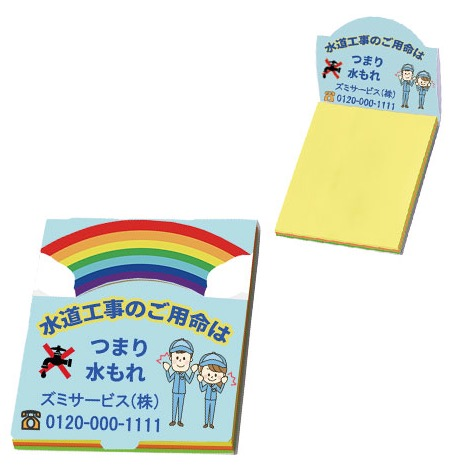 水道工事のご用命は
つまり
水もれ
ズミサービス(株)
0120-000-1111
水道工事のご用命は
つまり
水もれ
ズミサービス(株)
0120-000-1111